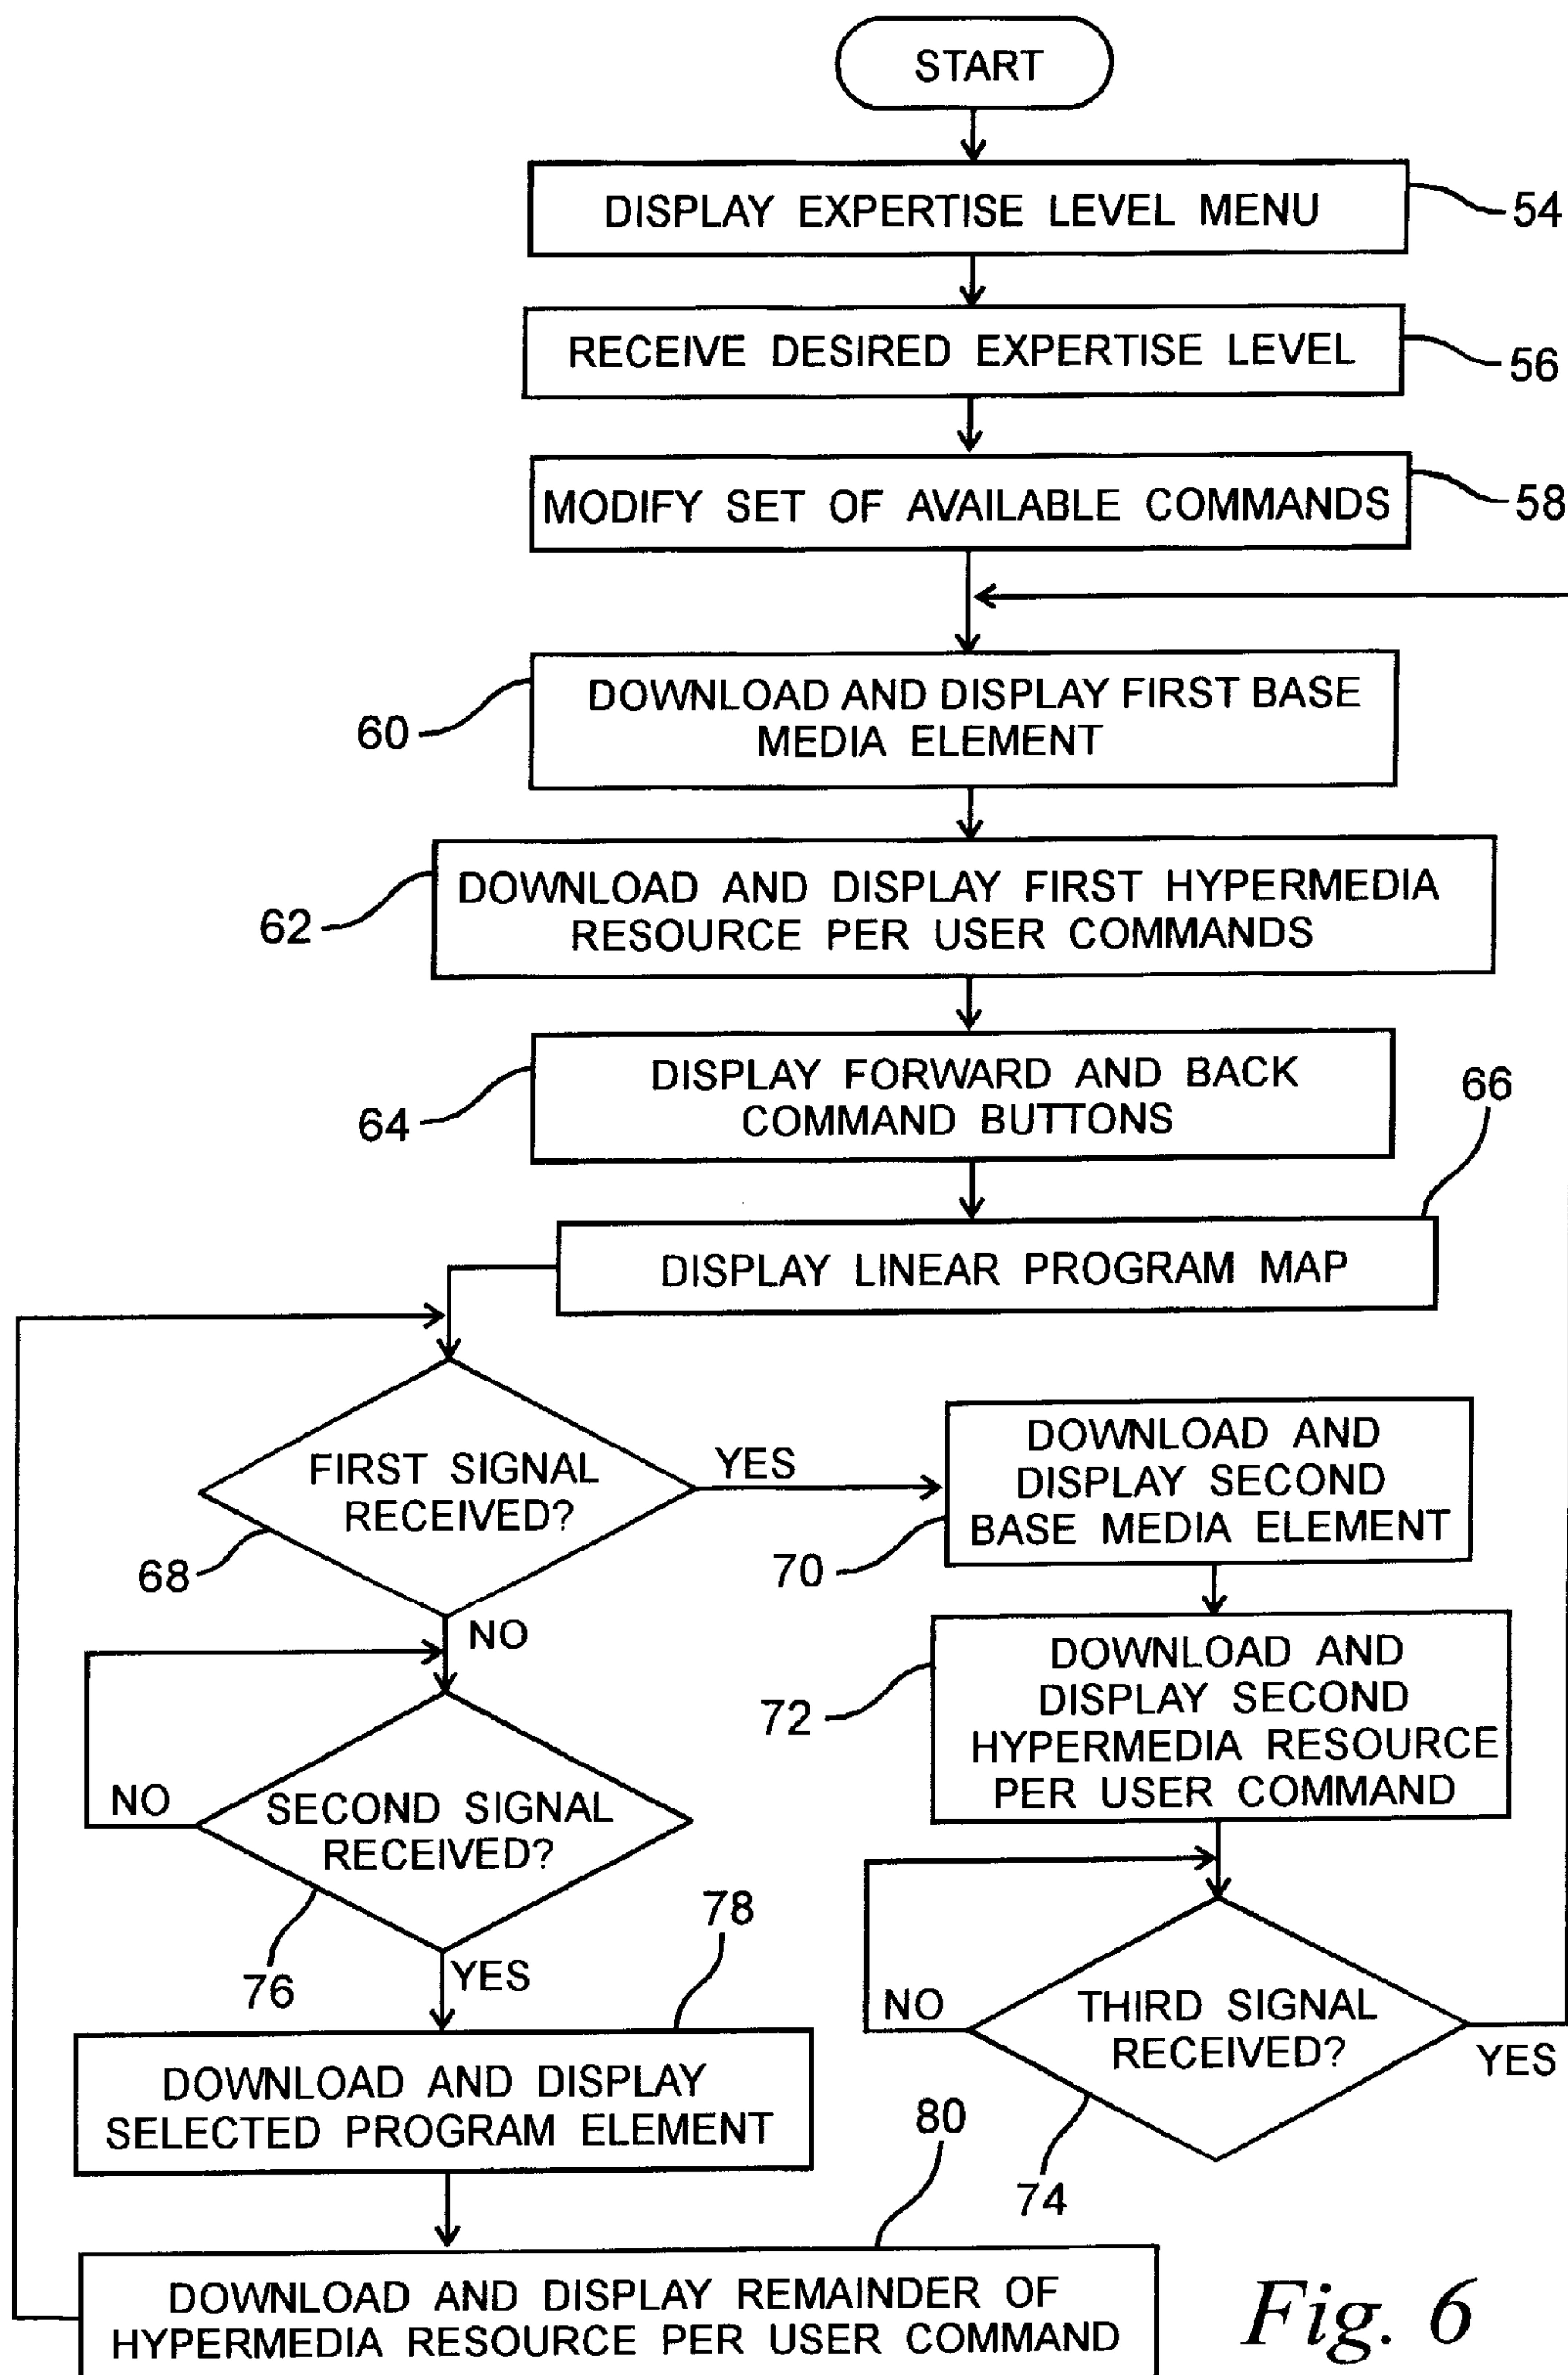 START
DISPLAY EXPERTISE LEVEL MENU
54
RECEIVE DESIRED EXPERTISE LEVEL
56
MODIFY SET OF AVAILABLE COMMANDS
58
DOWNLOAD AND DISPLAY FIRST BASE
MEDIA ELEMENT
60
DOWNLOAD AND DISPLAY FIRST HYPERMEDIA
RESOURCE PER USER COMMANDS
62
DISPLAY FORWARD AND BACK
COMMAND BUTTONS
64
66
DISPLAY LINEAR PROGRAM MAP
FIRST SIGNAL
RECEIVED?
68
YES
NO
DOWNLOAD AND
DISPLAY SECOND
BASE MEDIA ELEMENT
70
DOWNLOAD AND
DISPLAY SECOND
HYPERMEDIA RESOURCE
PER USER COMMAND
72
SECOND SIGNAL
RECEIVED?
NO
76
YES
78
THIRD SIGNAL
RECEIVED?
NO
YES
74
DOWNLOAD AND DISPLAY
SELECTED PROGRAM ELEMENT
80
DOWNLOAD AND DISPLAY REMAINDER OF
HYPERMEDIA RESOURCE PER USER COMMAND
Fig. 6